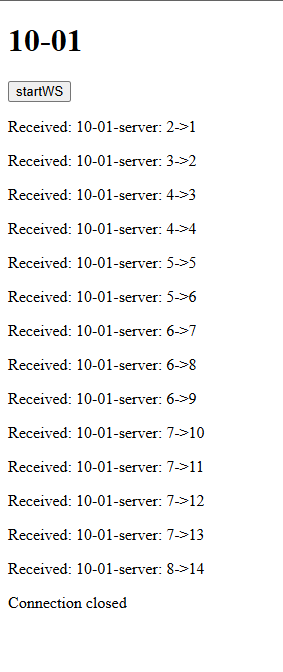 10-01
startWS
Received: 10-01-server: 2->1
Received: 10-01-server: 3->2
Received: 10-01-server: 4->3
Received: 10-01-server: 4->4
Received: 10-01-server: 5->5
Received: 10-01-server: 5->6
Received: 10-01-server: 6->7
Received: 10-01-server: 6->8
Received: 10-01-server: 6->9
Received: 10-01-server: 7->10
Received: 10-01-server: 7->11
Received: 10-01-server: 7->12
Received: 10-01-server: 7->13
Received: 10-01-server: 8->14
Connection closed